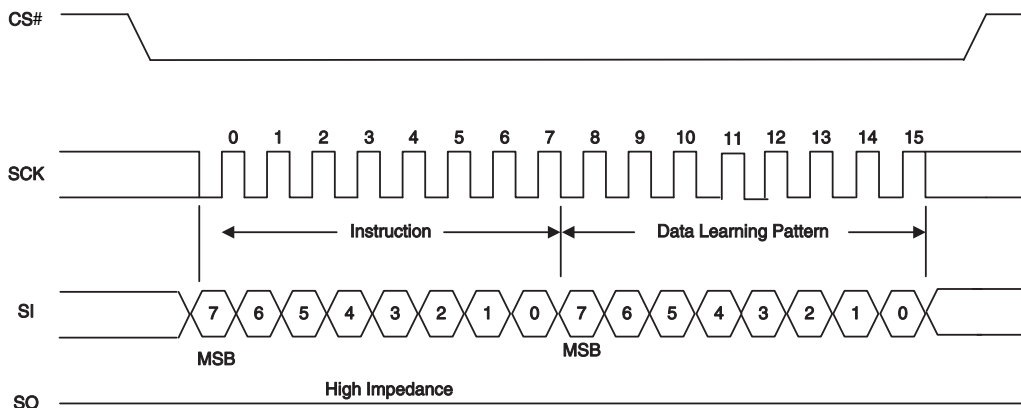 CS#
0 1 2 3 4 5 6 7 8 9 10 11 12 13 14 15
SCK
Instruction Data Learning Pattern
SI 7 6 5 4 3 2 1 0 7 6 5 4 3 2 1 0
MSB MSB
High Impedance
SO